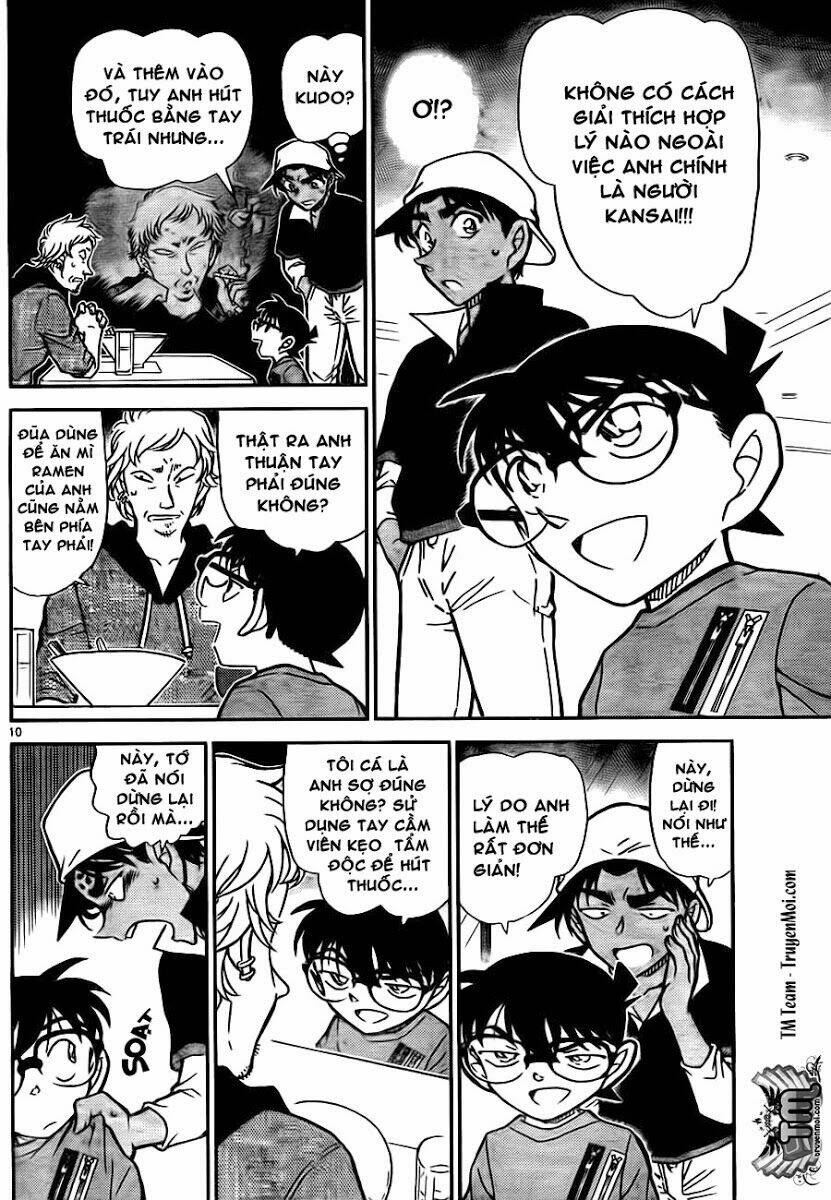 KHÔNG CÓ CÁCH
GIẢI THÍCH HỢP
LÝ NÀO NGOÀI
VIỆC ANH CHÍNH
LÀ NGƯỜI
KANSAI!!!
Ơ!?
NÀY
KUDO?
VÀ THÊM VÀO
ĐÓ, TUY ANH HÚT
THUỐC BẰNG TAY
TRÁI NHƯNG...
THẬT RA ANH
THUẬN TAY
PHẢI ĐÚNG
KHÔNG?
ĐŨA DÙNG
ĐỂ ĂN MÌ
RAMEN
CỦA ANH
CŨNG NẰM
BÊN PHÍA
TAY PHẢI!
10
NÀY,
DỪNG
LẠI ĐI!
NÓI NHƯ
THẾ...
LÝ DO ANH
LÀM THẾ
RẤT ĐƠN
GIẢN!
TÔI CÁ LÀ
ANH SỢ ĐÚNG
KHÔNG? SỬ
DỤNG TAY CẦM
VIÊN KẸO TẨM
ĐỘC ĐỂ HÚT
THUỐC...
NÀY, TỚ
ĐÃ NÓI
DỪNG LẠI
RỒI MÀ...
SOẠT
TM Team - TruyenMoi.com
TM
truyenmoi.com